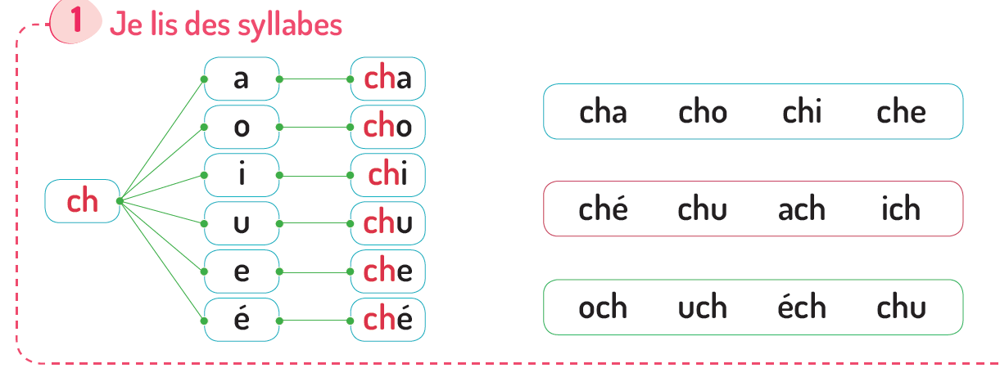 1 Je lis des syllabes
ch
a cha
o cho
i chi
u chu
e che
é ché
cha cho chi che
ché chu ach ich
och uch éch chu